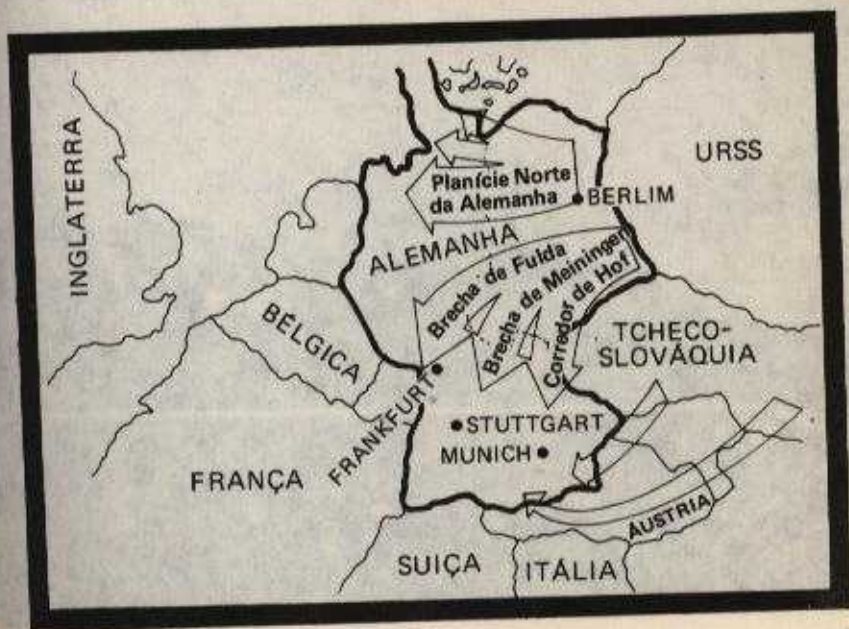 INGLATERRA
URSS
Planície Norte
da Alemanha
BERLIM
ALEMANHA
Brecha de Fulda
Brecha de Meiningen
Corredor de Hof
BÉLGICA
TCHECO-
SLOVÁQUIA
FRANKFURT
STUTTGART
MUNICH
FRANÇA
ÁUSTRIA
SUIÇA
ITÁLIA